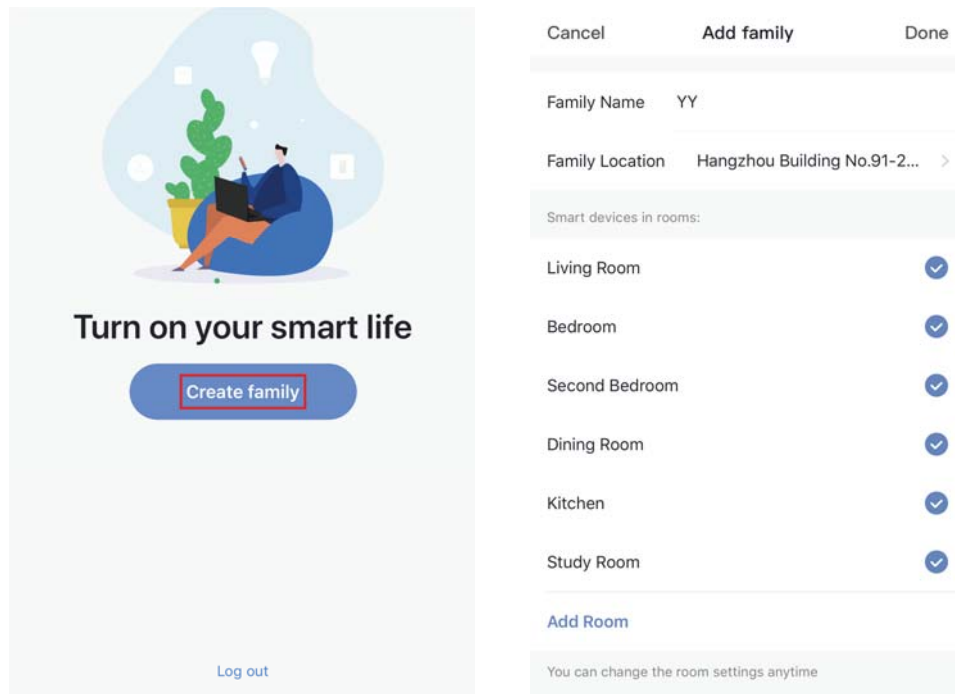 Turn on your smart life
Create family
Log out
Cancel Add family Done
Family Name YY
Family Location Hangzhou Building No.91-2... >
Smart devices in rooms:
Living Room
Bedroom
Second Bedroom
Dining Room
Kitchen
Study Room
Add Room
You can change the room settings anytime